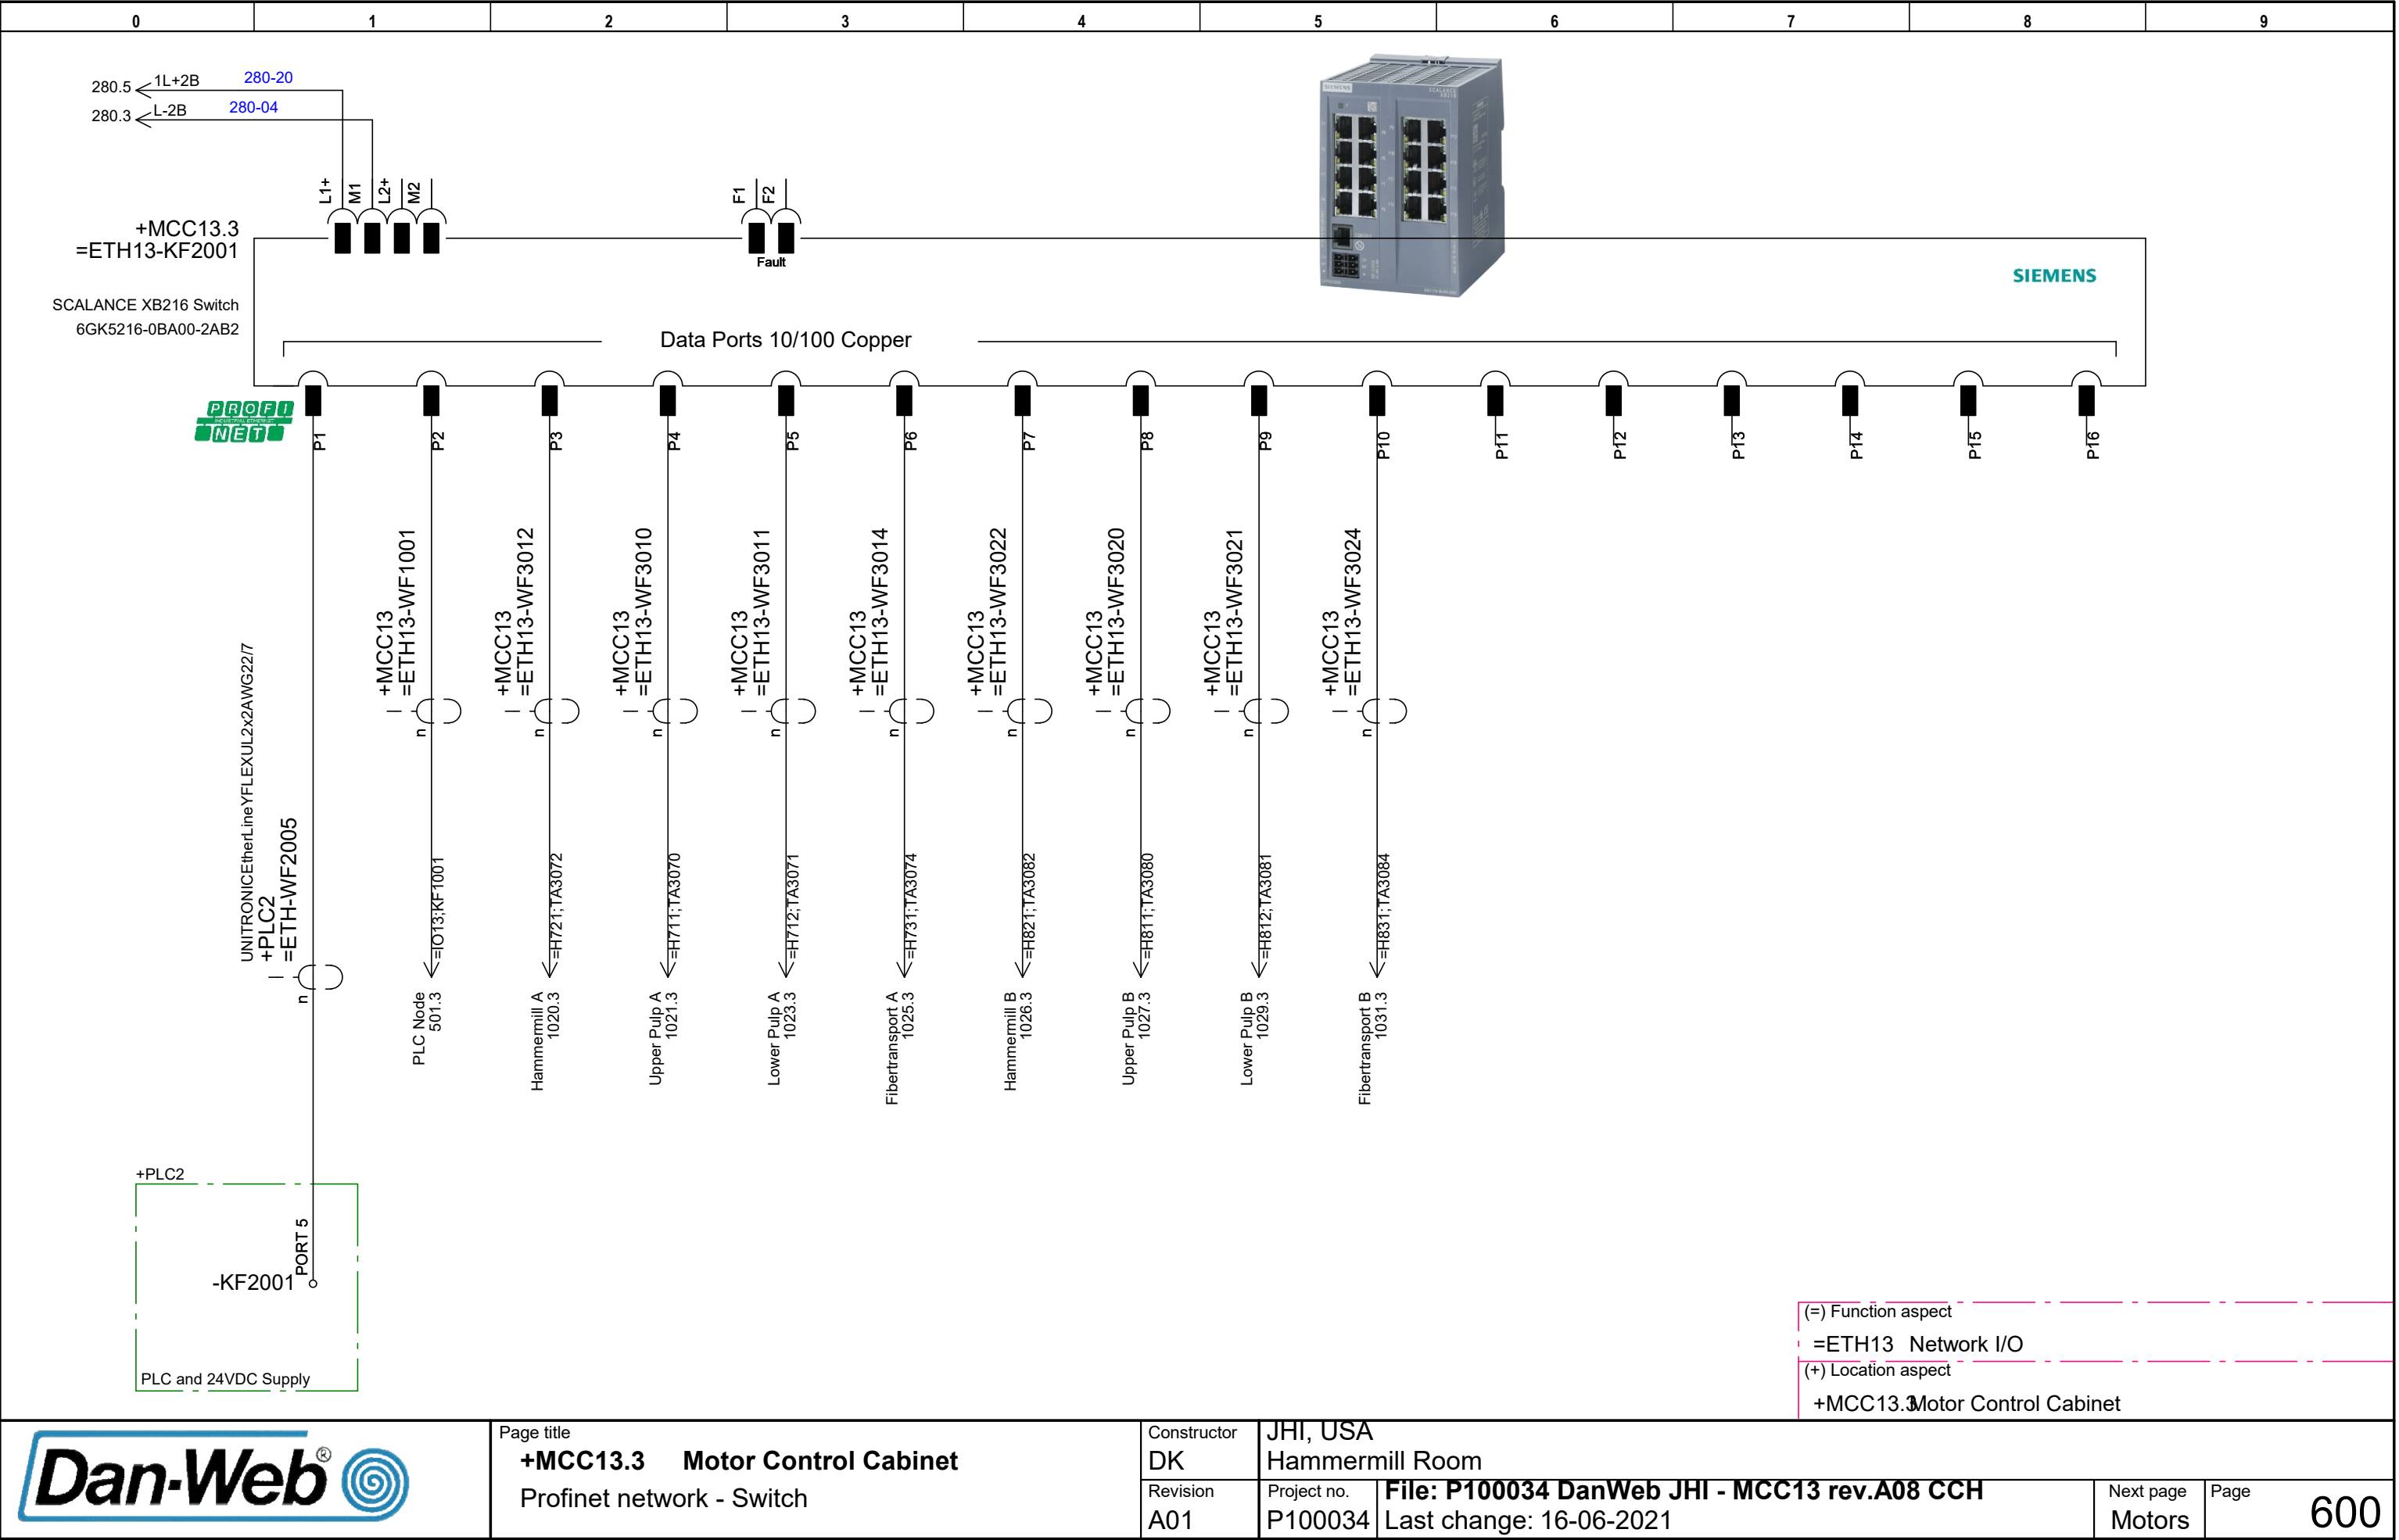 0 1 2 3 4 5 6 7 8 9
280.5 1L+2B 280-20
280.3 L-2B 280-04
L1+ M1 L2+ M2 F1 F2
+MCC13.3
=ETH13-KF2001
Fault
SIEMENS
SCALANCE XB216
SIEMENS
SCALANCE XB216 Switch
6GK5216-0BA00-2AB2
Data Ports 10/100 Copper
PROFI
INDUSTRIAL ETHERNET
NET
P1 P2 P3 P4 P5 P6 P7 P8 P9 P10 P11 P12 P13 P14 P15 P16
UNITRONICEtherLineYFLEXUL2x2AWG22/7
+PLC2
=ETH-WF2005
n
+MCC13
=ETH13-WF1001
n
+MCC13
=ETH13-WF3012
n
+MCC13
=ETH13-WF3010
n
+MCC13
=ETH13-WF3011
n
+MCC13
=ETH13-WF3014
n
+MCC13
=ETH13-WF3022
n
+MCC13
=ETH13-WF3020
n
+MCC13
=ETH13-WF3021
n
+MCC13
=ETH13-WF3024
n
=IO13;KF1001
=H721;TA3072
=H711;TA3070
=H712;TA3071
=H731;TA3074
=H821;TA3082
=H811;TA3080
=H812;TA3081
=H831;TA3084
PLC Node
501.3
Hammermill A
1020.3
Upper Pulp A
1021.3
Lower Pulp A
1023.3
Fibertransport A
1025.3
Hammermill B
1026.3
Upper Pulp B
1027.3
Lower Pulp B
1029.3
Fibertransport B
1031.3
+PLC2
PORT 5
-KF2001
PLC and 24VDC Supply
(=) Function aspect
=ETH13 Network I/O
(+) Location aspect
+MCC13.3 Motor Control Cabinet
Dan-Web®
Page title
+MCC13.3 Motor Control Cabinet
Profinet network - Switch
Constructor
DK
JHI, USA
Hammermill Room
Revision
A01
Project no.
P100034
File: P100034 DanWeb JHI - MCC13 rev.A08 CCH
Last change: 16-06-2021
Next page
Motors
Page
600